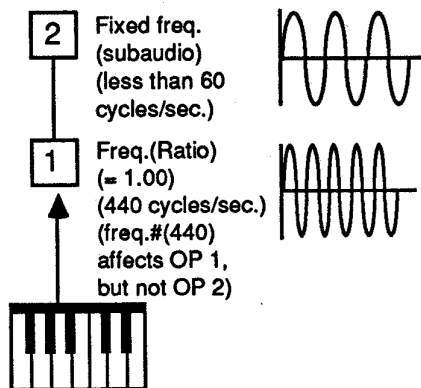 2
Fixed freq.
(subaudio)
(less than 60
cycles/sec.)
1
Freq.(Ratio)
(= 1.00)
(440 cycles/sec.)
(freq.#(440)
affects OP 1,
but not OP 2)